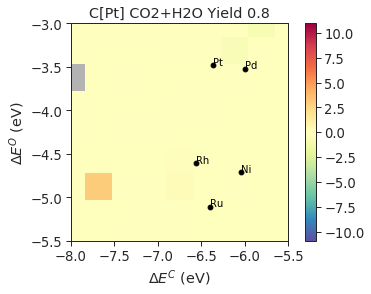 C[Pt] CO2+H2O Yield 0.8
−3.0
−3.5
−4.0
−4.5
−5.0
−5.5
ΔE^O (eV)
Pt
Pd
Rh
Ni
Ru
−8.0 −7.5 −7.0 −6.5 −6.0 −5.5
ΔE^C (eV)
10.0
7.5
5.0
2.5
0.0
−2.5
−5.0
−7.5
−10.0